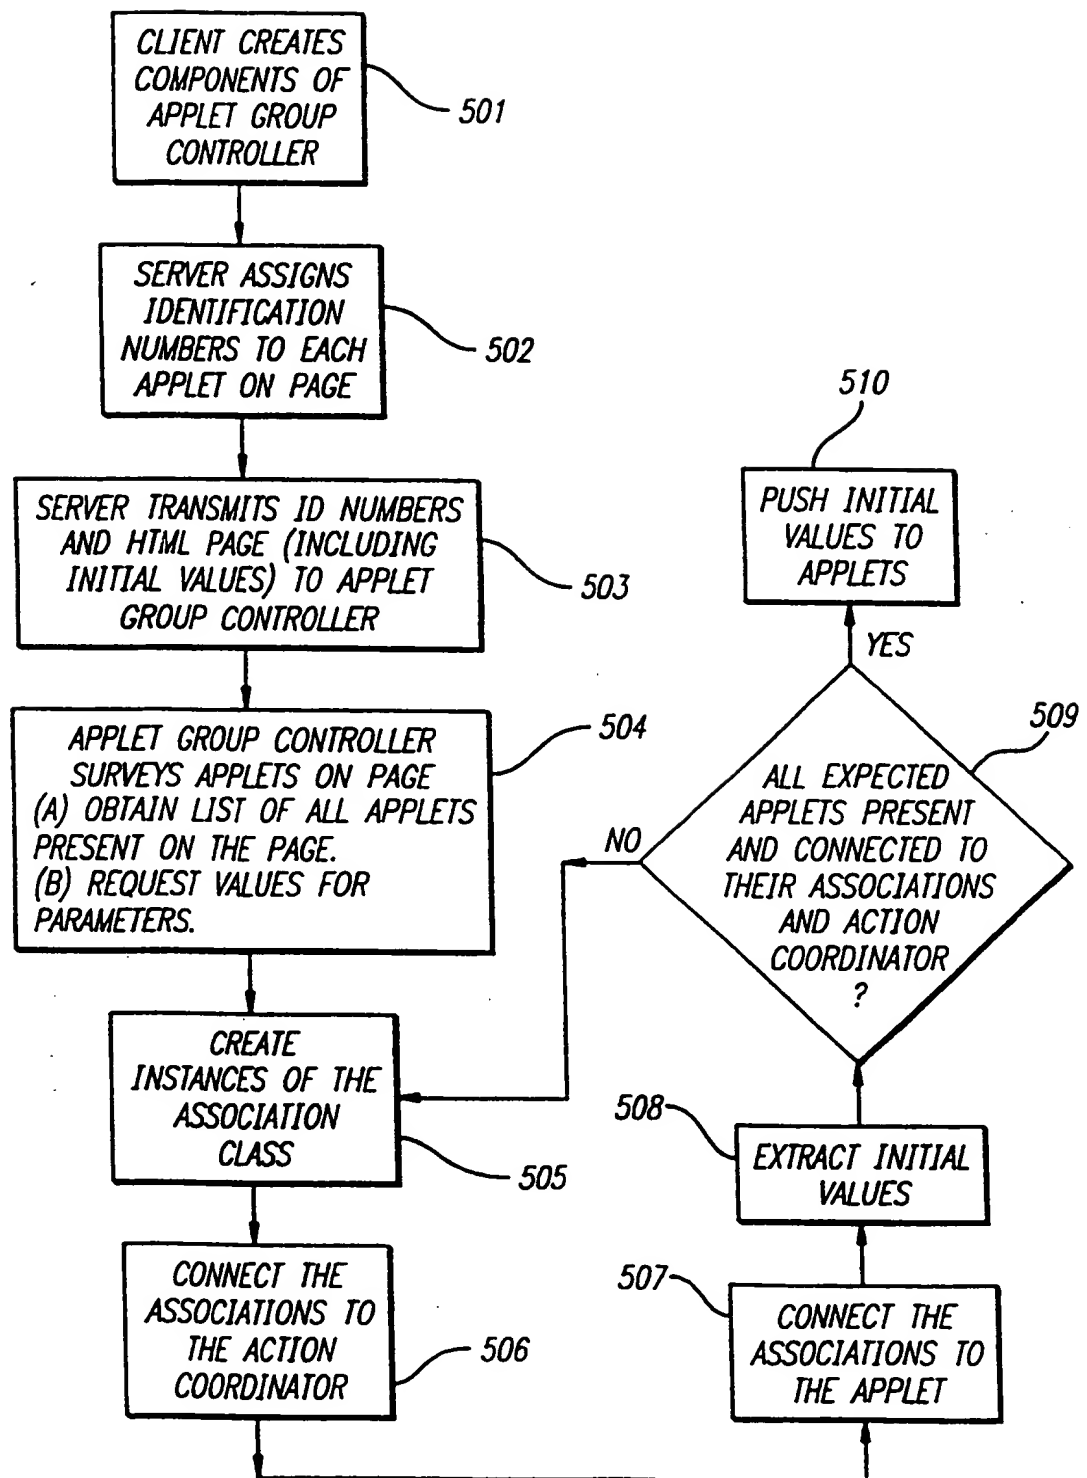 CLIENT CREATES
COMPONENTS OF
APPLET GROUP
CONTROLLER
501
SERVER ASSIGNS
IDENTIFICATION
NUMBERS TO EACH
APPLET ON PAGE
502
SERVER TRANSMITS ID NUMBERS
AND HTML PAGE (INCLUDING
INITIAL VALUES) TO APPLET
GROUP CONTROLLER
503
APPLET GROUP CONTROLLER
SURVEYS APPLETS ON PAGE
(A) OBTAIN LIST OF ALL APPLETS
PRESENT ON THE PAGE.
(B) REQUEST VALUES FOR
PARAMETERS.
504
CREATE
INSTANCES OF THE
ASSOCIATION
CLASS
505
CONNECT THE
ASSOCIATIONS TO
THE ACTION
COORDINATOR
506
507
CONNECT THE
ASSOCIATIONS TO
THE APPLET
508
EXTRACT INITIAL
VALUES
509
ALL EXPECTED
APPLETS PRESENT
AND CONNECTED TO
THEIR ASSOCIATIONS
AND ACTION
COORDINATOR
?
NO
YES
510
PUSH INITIAL
VALUES TO
APPLETS